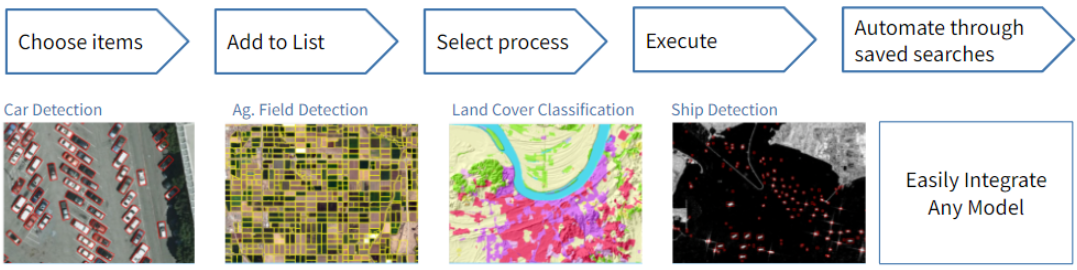 Choose items
Add to List
Select process
Execute
Automate through
saved searches
Car Detection
Ag. Field Detection
Land Cover Classification
Ship Detection
Easily Integrate
Any Model